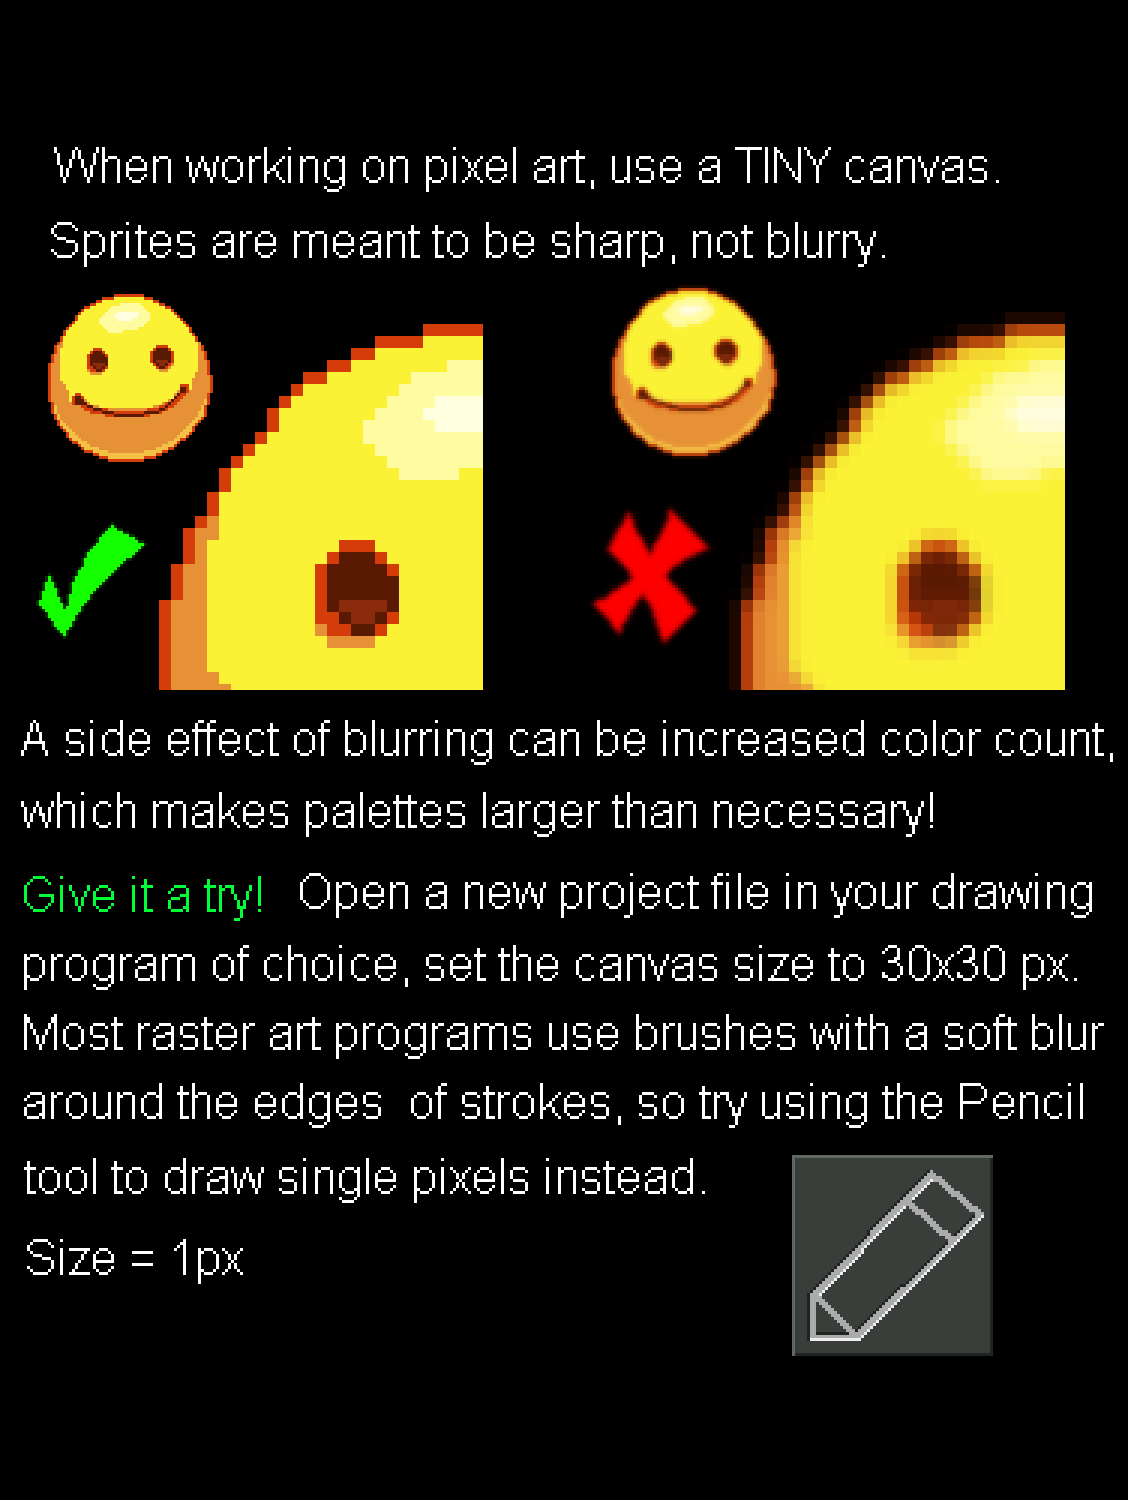 When working on pixel art, use a TINY canvas.
Sprites are meant to be sharp, not blurry.
A side effect of blurring can be increased color count,
which makes palettes larger than necessary!
Give it a try! Open a new project file in your drawing
program of choice, set the canvas size to 30x30 px.
Most raster art programs use brushes with a soft blur
around the edges of strokes, so try using the Pencil
tool to draw single pixels instead.
Size = 1px